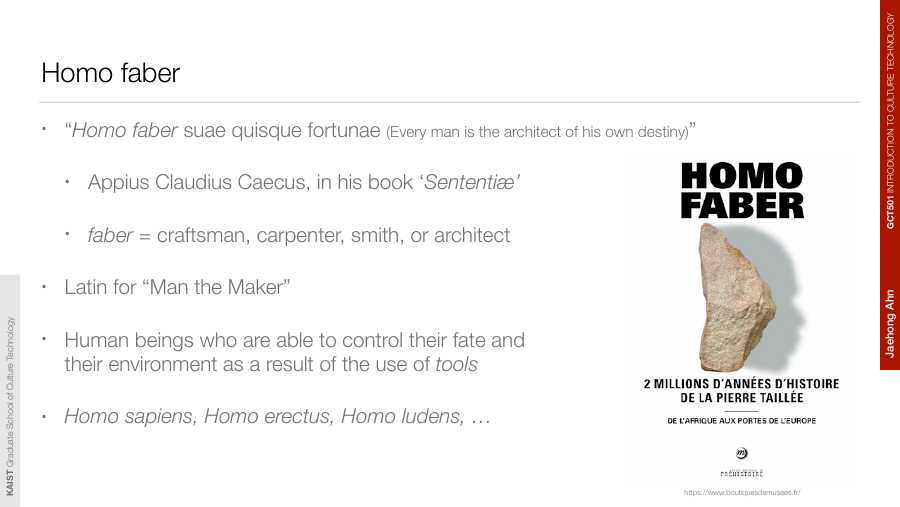 Homo faber
• “Homo faber suae quisque fortunae (Every man is the architect of his own destiny)”
• Appius Claudius Caecus, in his book ‘Sententiæ’
• faber = craftsman, carpenter, smith, or architect
• Latin for “Man the Maker”
• Human beings who are able to control their fate and
their environment as a result of the use of tools
• Homo sapiens, Homo erectus, Homo ludens, …
HOMO
FABER
2 MILLIONS D’ANNÉES D’HISTOIRE
DE LA PIERRE TAILLÉE
DE L’AFRIQUE AUX PORTES DE L’EUROPE
m
PRÉHISTOIRE
https://www.boutiquesdemusees.fr/
KAIST Graduate School of Culture Technology
GCT501 INTRODUCTION TO CULTURE TECHNOLOGY
Jaehong Ahn